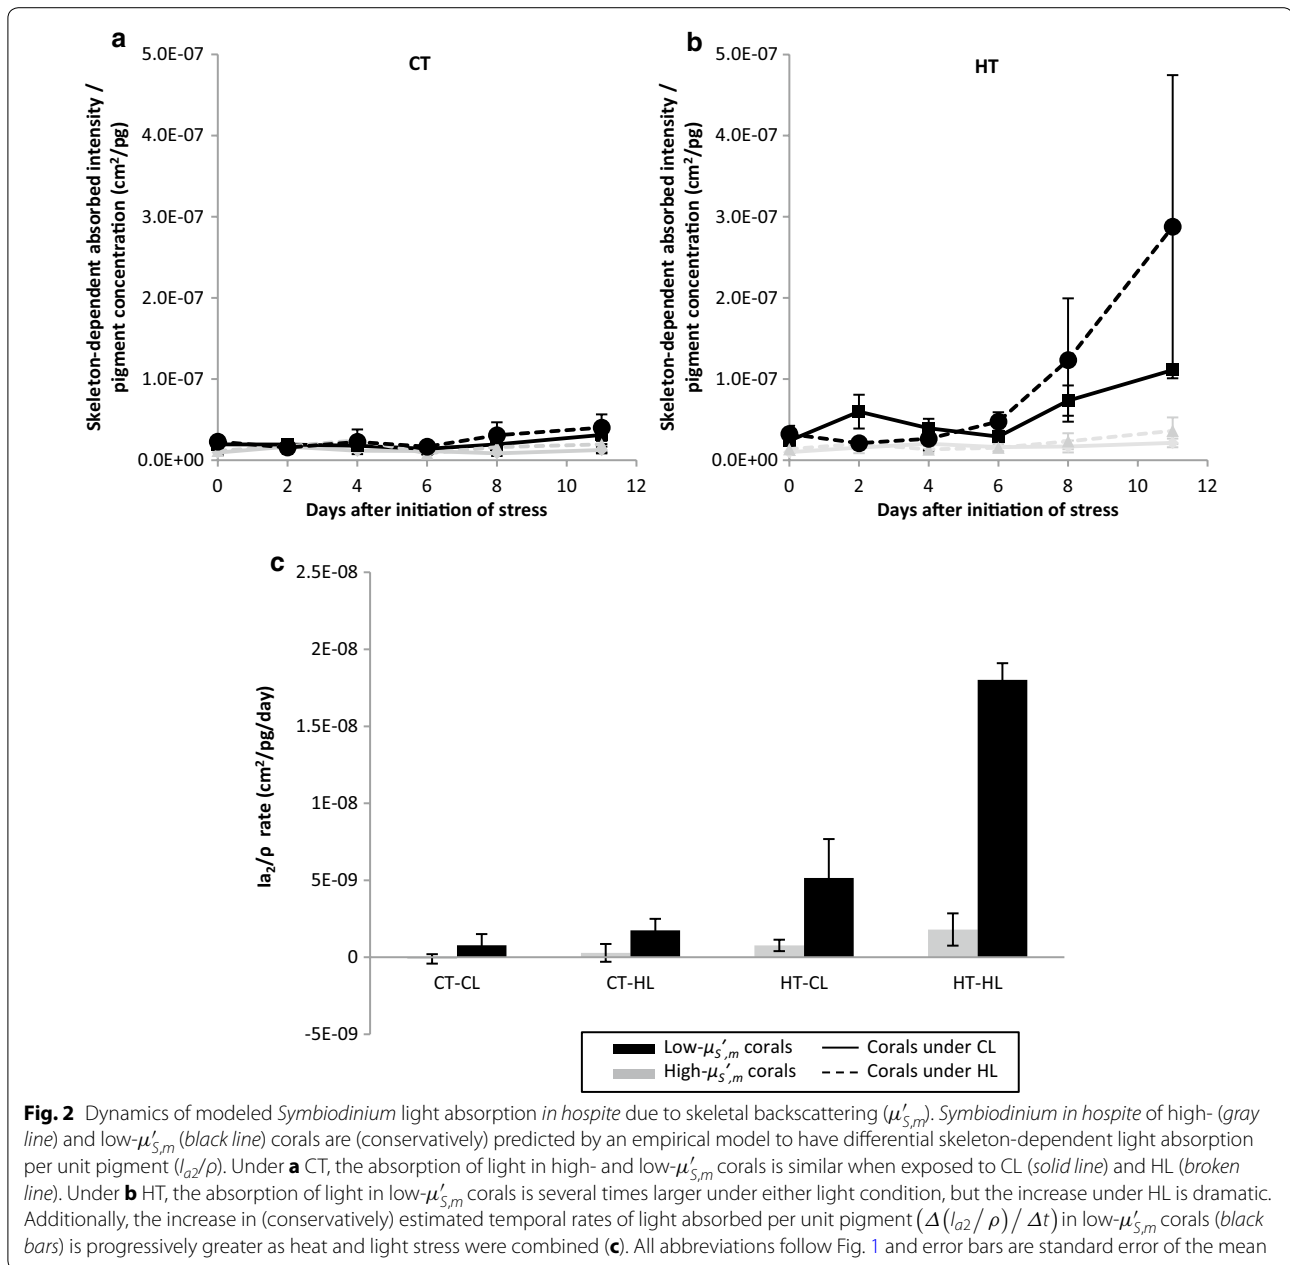 a
CT
Skeleton-dependent absorbed intensity /
pigment concentration (cm²/pg)
5.0E-07
4.0E-07
3.0E-07
2.0E-07
1.0E-07
0.0E+00
0 2 4 6 8 10 12
Days after initiation of stress
b
HT
Skeleton-dependent absorbed intensity /
pigment concentration (cm²/pg)
5.0E-07
4.0E-07
3.0E-07
2.0E-07
1.0E-07
0.0E+00
0 2 4 6 8 10 12
Days after initiation of stress
c
Ia₂/ρ rate (cm²/pg/day)
2.5E-08
2E-08
1.5E-08
1E-08
5E-09
0
-5E-09
CT-CL CT-HL HT-CL HT-HL
Low-μₛ′,ₘ corals Corals under CL
High-μₛ′,ₘ corals Corals under HL
Fig. 2 Dynamics of modeled Symbiodinium light absorption in hospite due to skeletal backscattering (μ′S,m). Symbiodinium in hospite of high- (gray
line) and low-μ′S,m (black line) corals are (conservatively) predicted by an empirical model to have differential skeleton-dependent light absorption
per unit pigment (Ia2/ρ). Under a CT, the absorption of light in high- and low-μ′S,m corals is similar when exposed to CL (solid line) and HL (broken
line). Under b HT, the absorption of light in low-μ′S,m corals is several times larger under either light condition, but the increase under HL is dramatic.
Additionally, the increase in (conservatively) estimated temporal rates of light absorbed per unit pigment (Δ(Ia2/ρ)/Δt) in low-μ′S,m corals (black
bars) is progressively greater as heat and light stress were combined (c). All abbreviations follow Fig. 1 and error bars are standard error of the mean